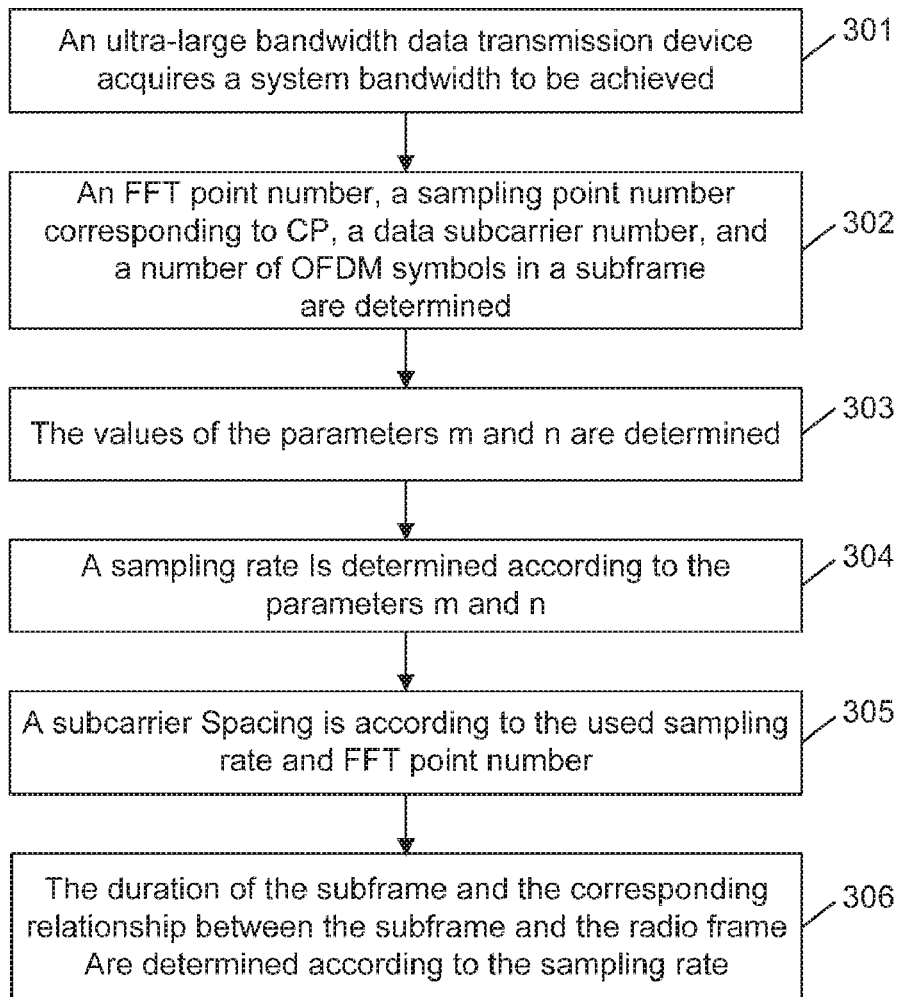 An ultra-large bandwidth data transmission device
acquires a system bandwidth to be achieved
301
An FFT point number, a sampling point number
corresponding to CP, a data subcarrier number, and
a number of OFDM symbols in a subframe
are determined
302
The values of the parameters m and n are determined
303
A sampling rate Is determined according to the
parameters m and n
304
A subcarrier Spacing is according to the used sampling
rate and FFT point number
305
The duration of the subframe and the corresponding
relationship between the subframe and the radio frame
Are determined according to the sampling rate
306